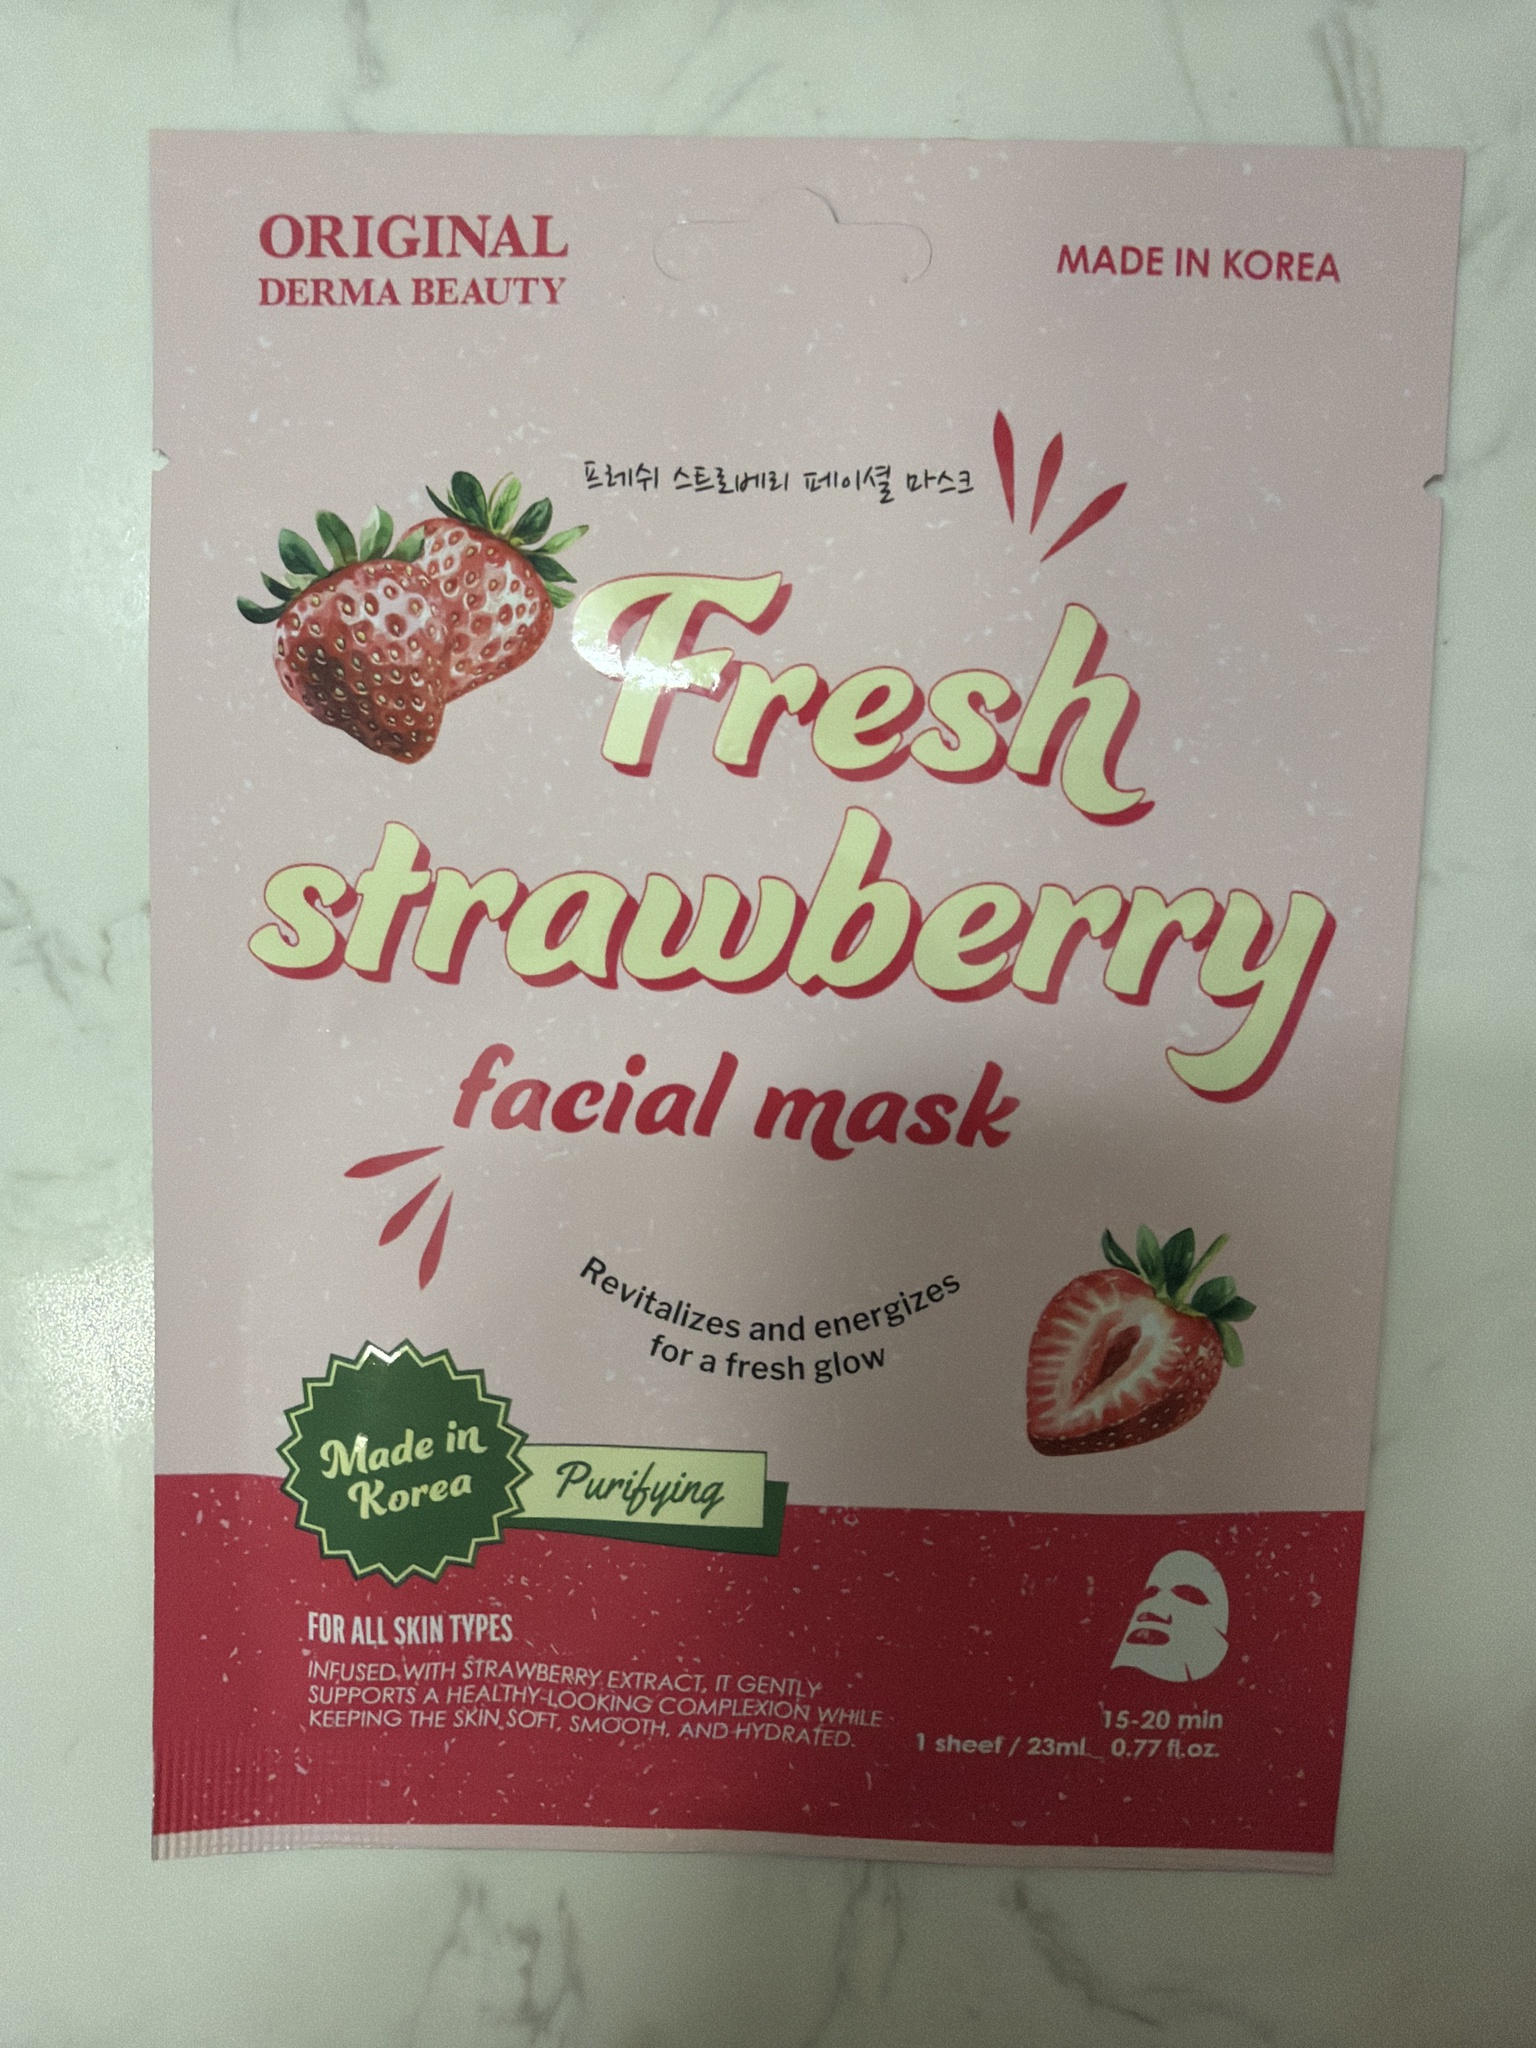 ORIGINAL
DERMA BEAUTY
MADE IN KOREA
프레쉬 스트로베리 페이셜 마스크
Fresh
strawberry
facial mask
Revitalizes and energizes
for a fresh glow
Made in
Korea
Purifying
FOR ALL SKIN TYPES
INFUSED WITH STRAWBERRY EXTRACT, IT GENTLY
SUPPORTS A HEALTHY-LOOKING COMPLEXION WHILE
KEEPING THE SKIN SOFT, SMOOTH, AND HYDRATED.
15-20 min
1 sheet / 23ml 0.77 fl.oz.